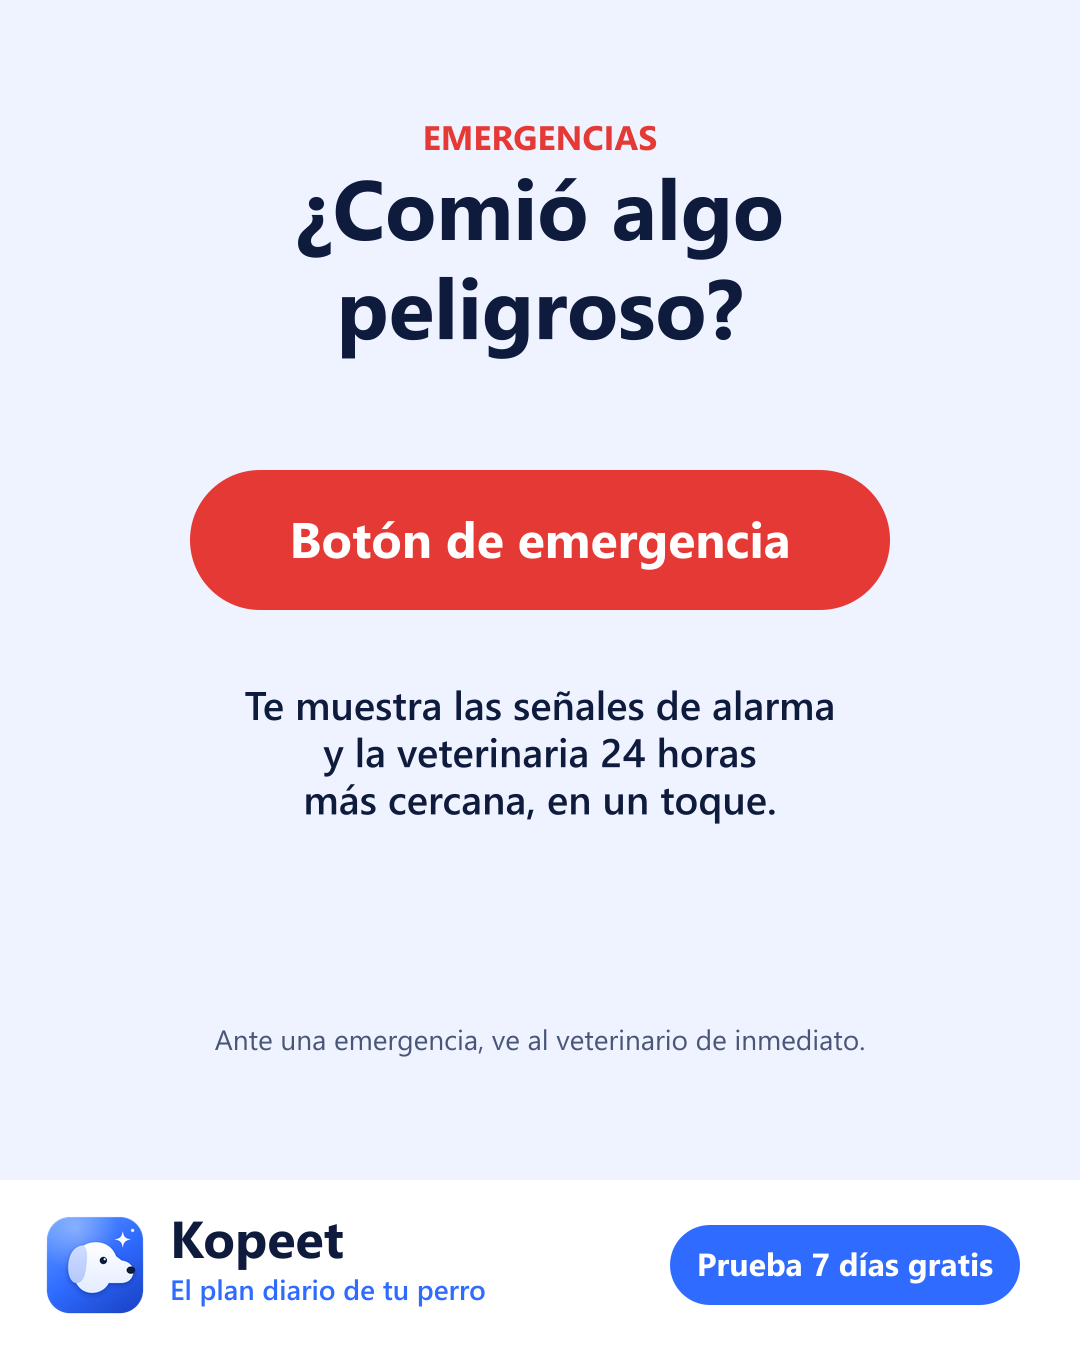 EMERGENCIAS
¿Comió algo
peligroso?
Botón de emergencia
Te muestra las señales de alarma
y la veterinaria 24 horas
más cercana, en un toque.
Ante una emergencia, ve al veterinario de inmediato.
Kopeet
El plan diario de tu perro
Prueba 7 días gratis